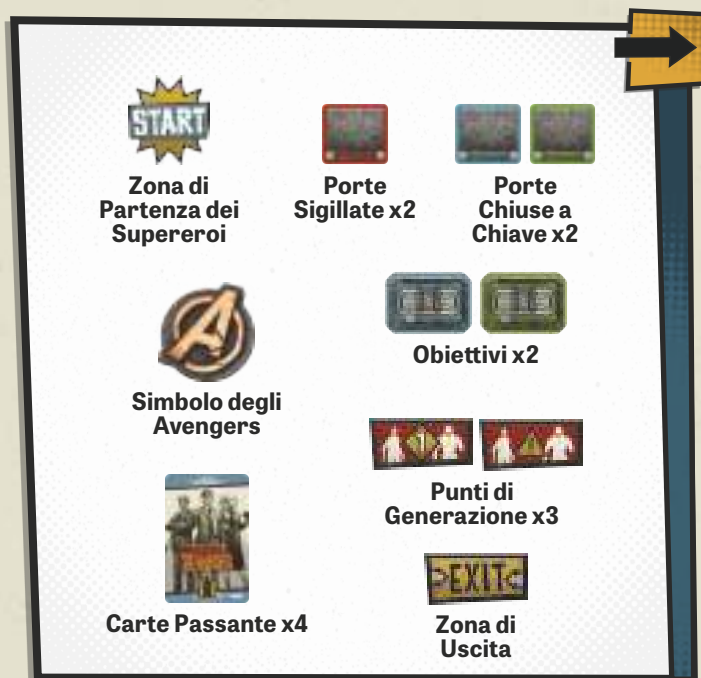 START
Zona di
Partenza dei
Supereroi
Porte
Sigillate x2
Porte
Chiuse a
Chiave x2
Simbolo degli
Avengers
Obiettivi x2
1
Punti di
Generazione x3
Carte Passante x4
>EXIT<
Zona di
Uscita